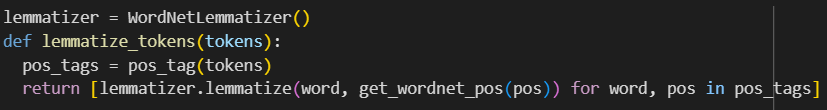 lemmatizer = WordNetLemmatizer()
def lemmatize_tokens(tokens):
  pos_tags = pos_tag(tokens)
  return [lemmatizer.lemmatize(word, get_wordnet_pos(pos)) for word, pos in pos_tags]